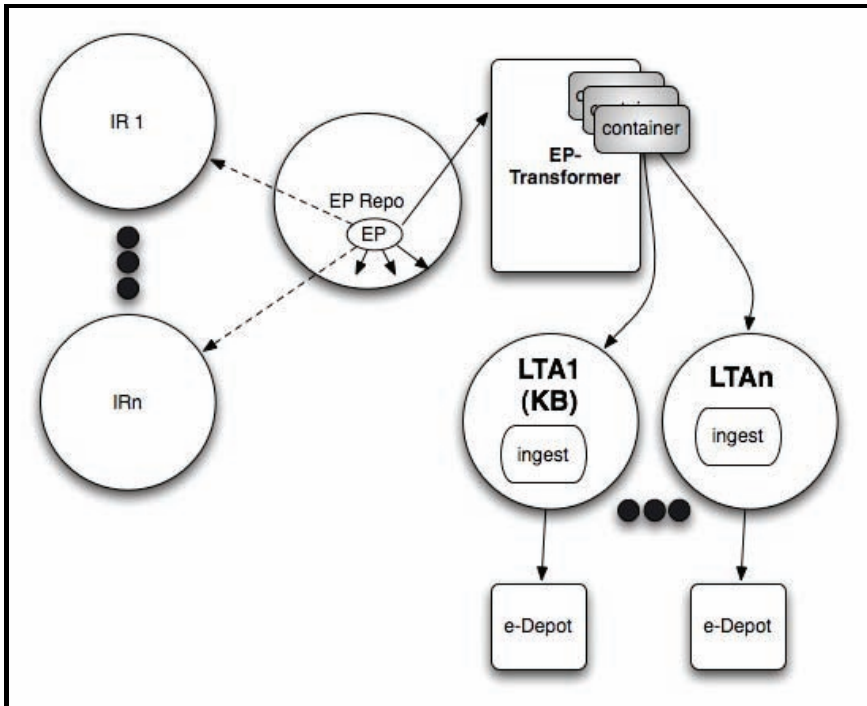 IR 1
EP Repo
EP
IRn
container
EP-
Transformer
LTA1
(KB)
ingest
LTAn
ingest
e-Depot
e-Depot